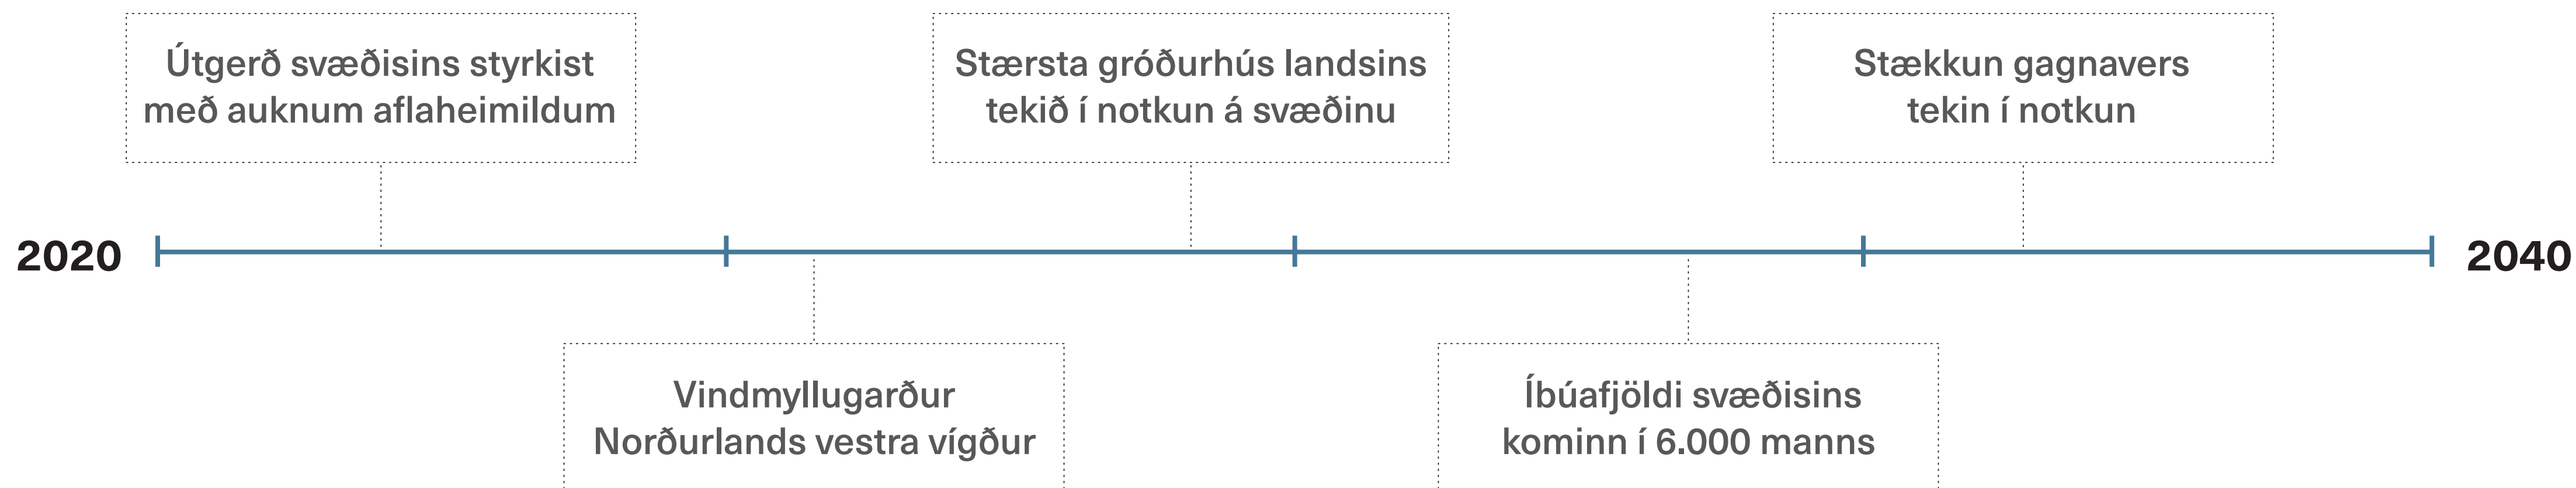 Útgerð svæðisins styrkist
með auknum aflaheimildum
Stærsta gróðurhús landsins
tekið í notkun á svæðinu
Stækkun gagnavers
tekin í notkun
2020
2040
Vindmyllugarður
Norðurlands vestra vígður
Íbúafjöldi svæðisins
kominn í 6.000 manns